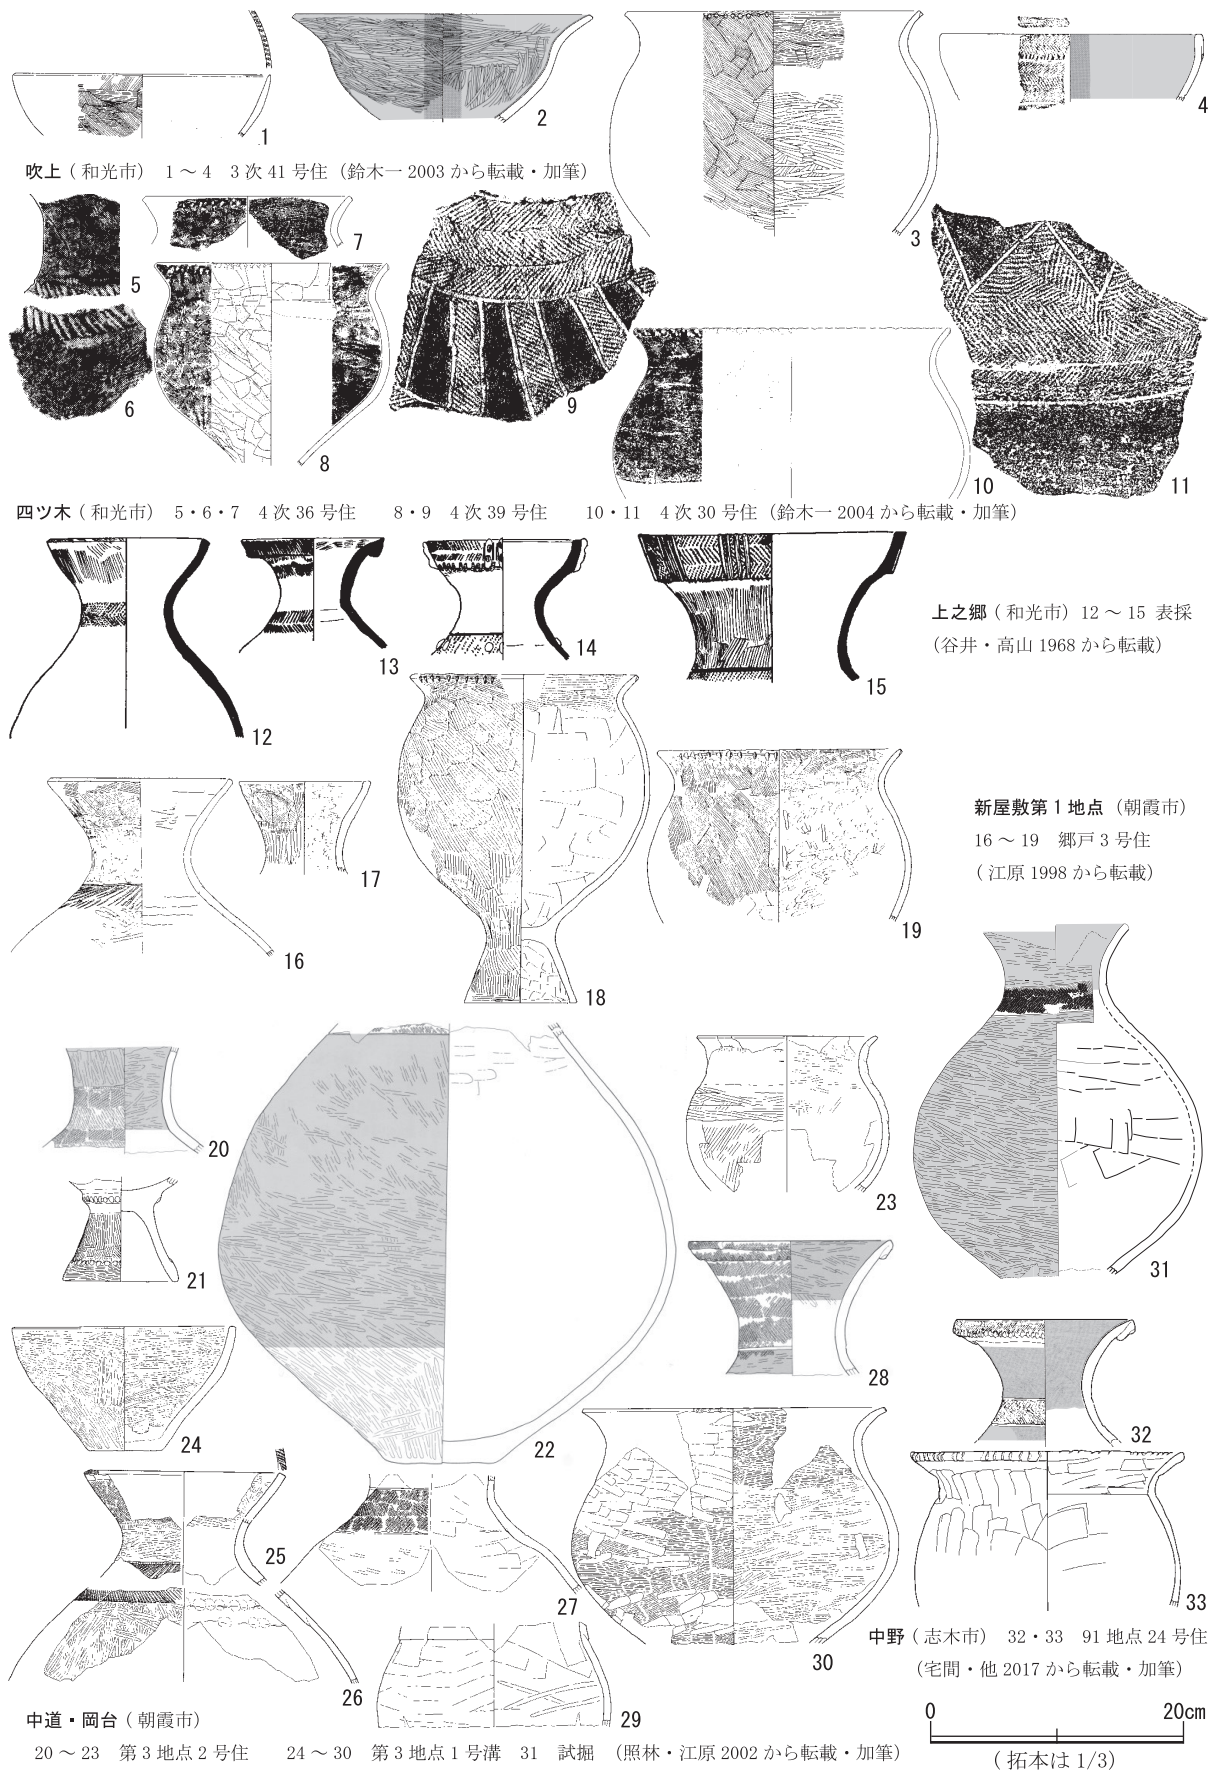 1
2
3
4
吹上（和光市） 1～4 3次41号住（鈴木一2003から転載・加筆）
5
6
7
8
9
10
11
四ツ木（和光市） 5・6・7 4次36号住 8・9 4次39号住 10・11 4次30号住（鈴木一2004から転載・加筆）
12
13
14
15
上之郷（和光市）12～15 表採
（谷井・高山1968から転載）
16
17
18
19
新屋敷第1地点（朝霞市）
16～19 郷戸3号住
（江原1998から転載）
20
21
22
23
24
25
26
27
28
29
30
31
32
33
中野（志木市） 32・33 91地点24号住
（宅間・他2017から転載・加筆）
中道・岡台（朝霞市）
20～23 第3地点2号住 24～30 第3地点1号溝 31 試掘 （照林・江原2002から転載・加筆）
0 20cm
（拓本は1/3）